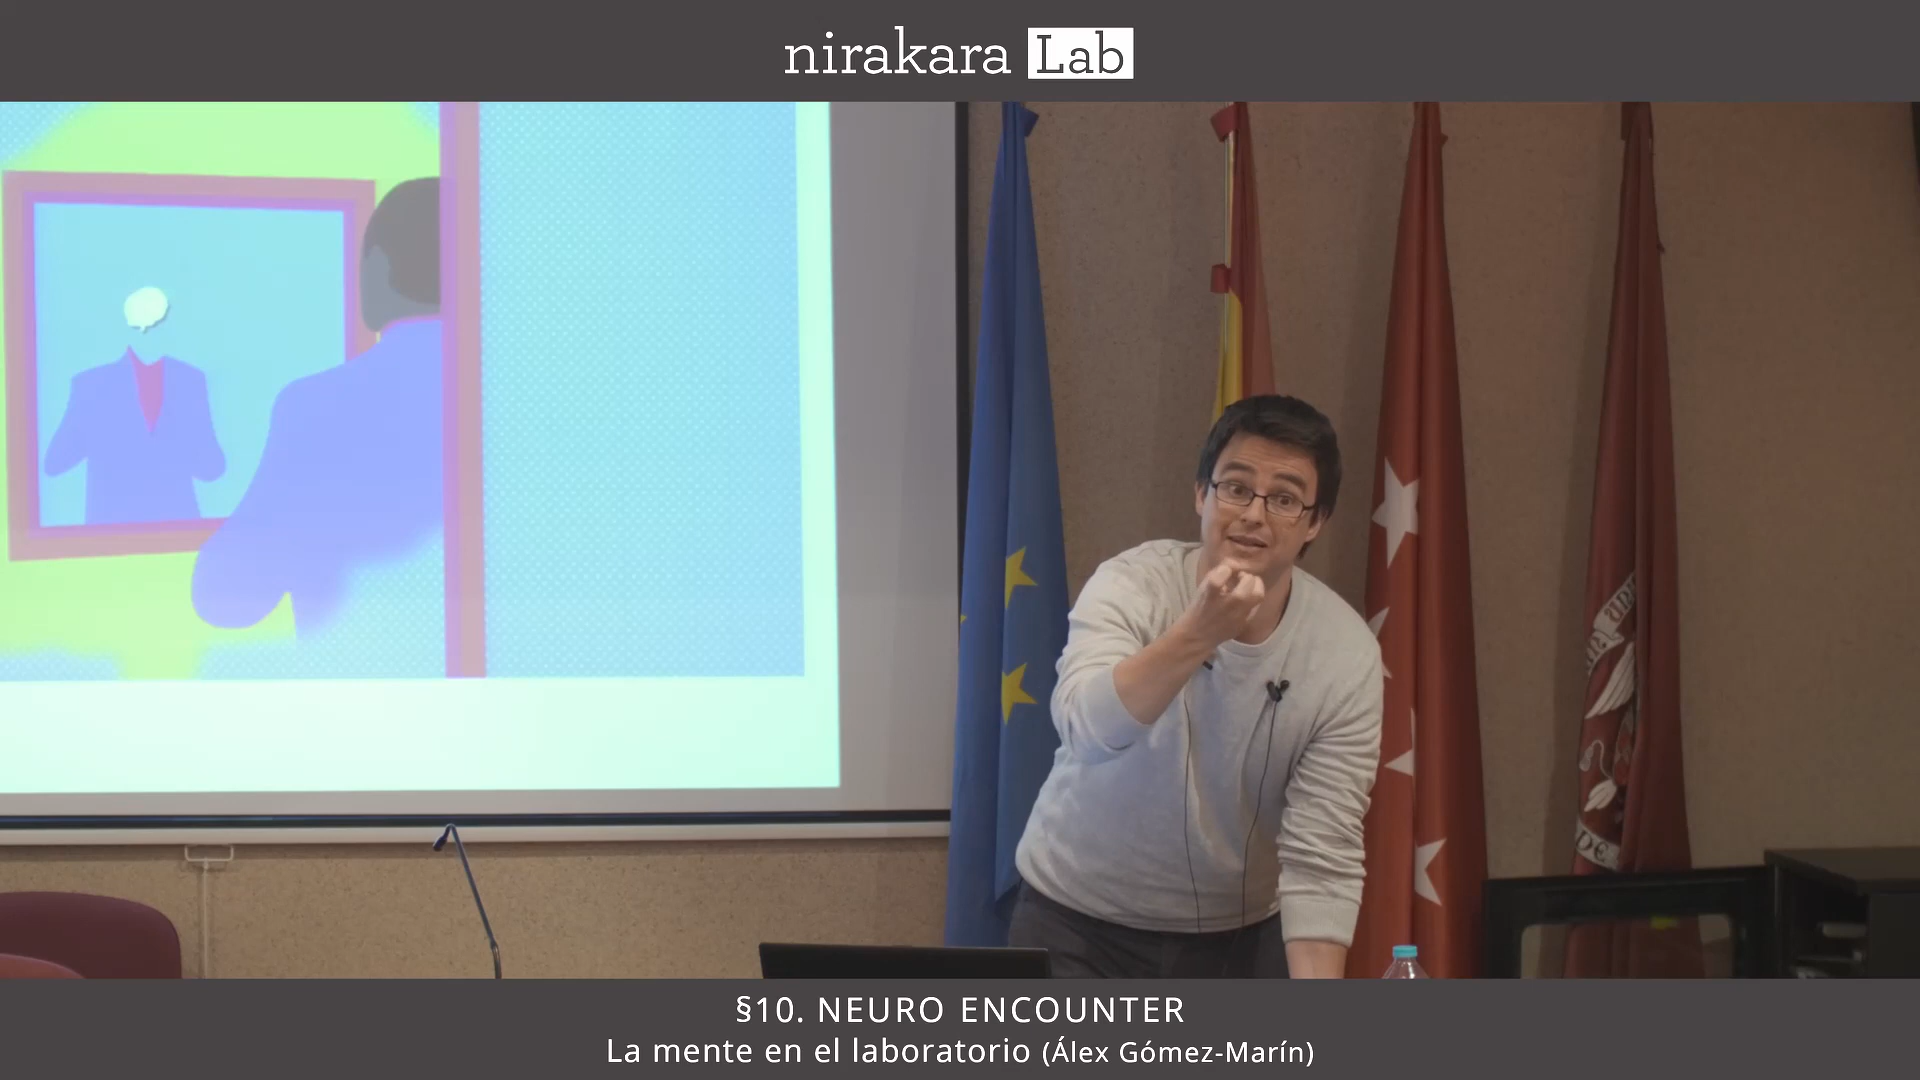 nirakara Lab
§10. NEURO ENCOUNTER
La mente en el laboratorio (Álex Gómez-Marín)